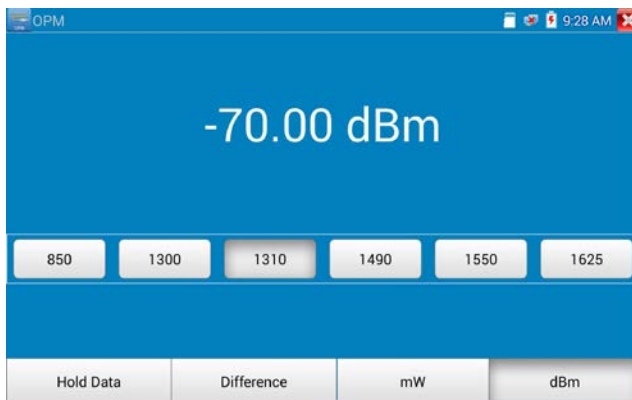 OPM
9:28 AM
-70.00 dBm
850 1300 1310 1490 1550 1625
Hold Data Difference mW dBm